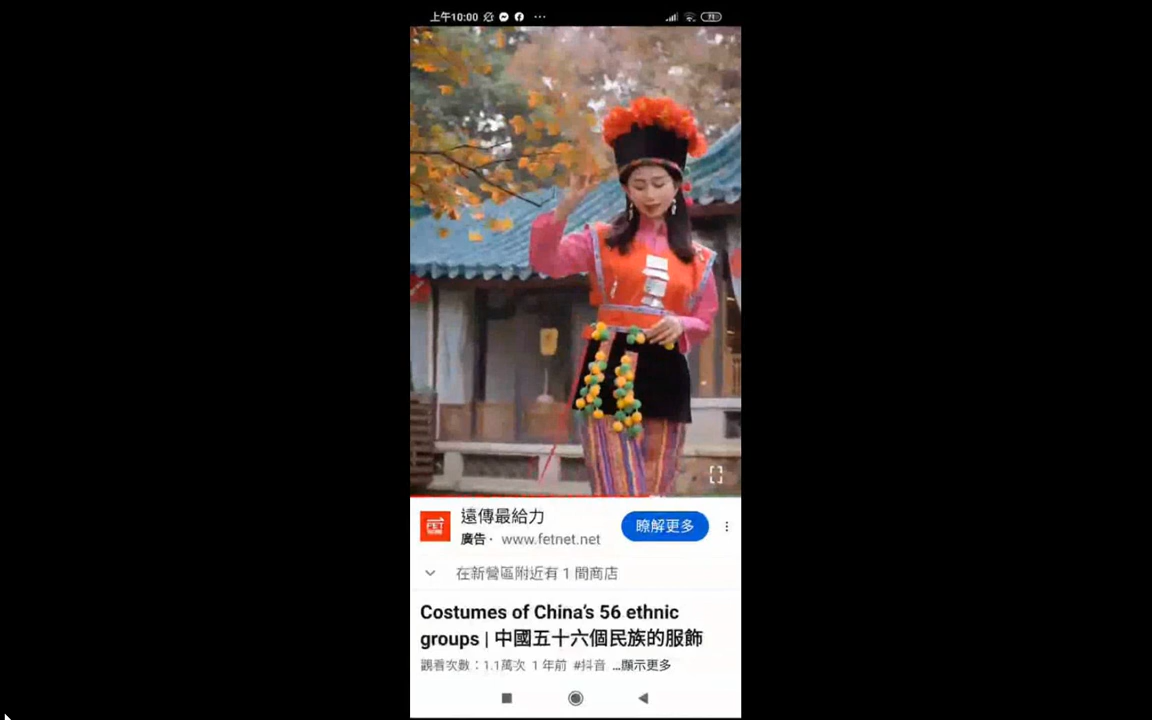 上午10:00
遠傳最給力
瞭解更多
廣告· www.fetnet.net
在新營區附近有 1 間商店
Costumes of China's 56 ethnic
groups | 中國五十六個民族的服飾
觀看次數：1.1萬次 1 年前 #抖音 ...顯示更多